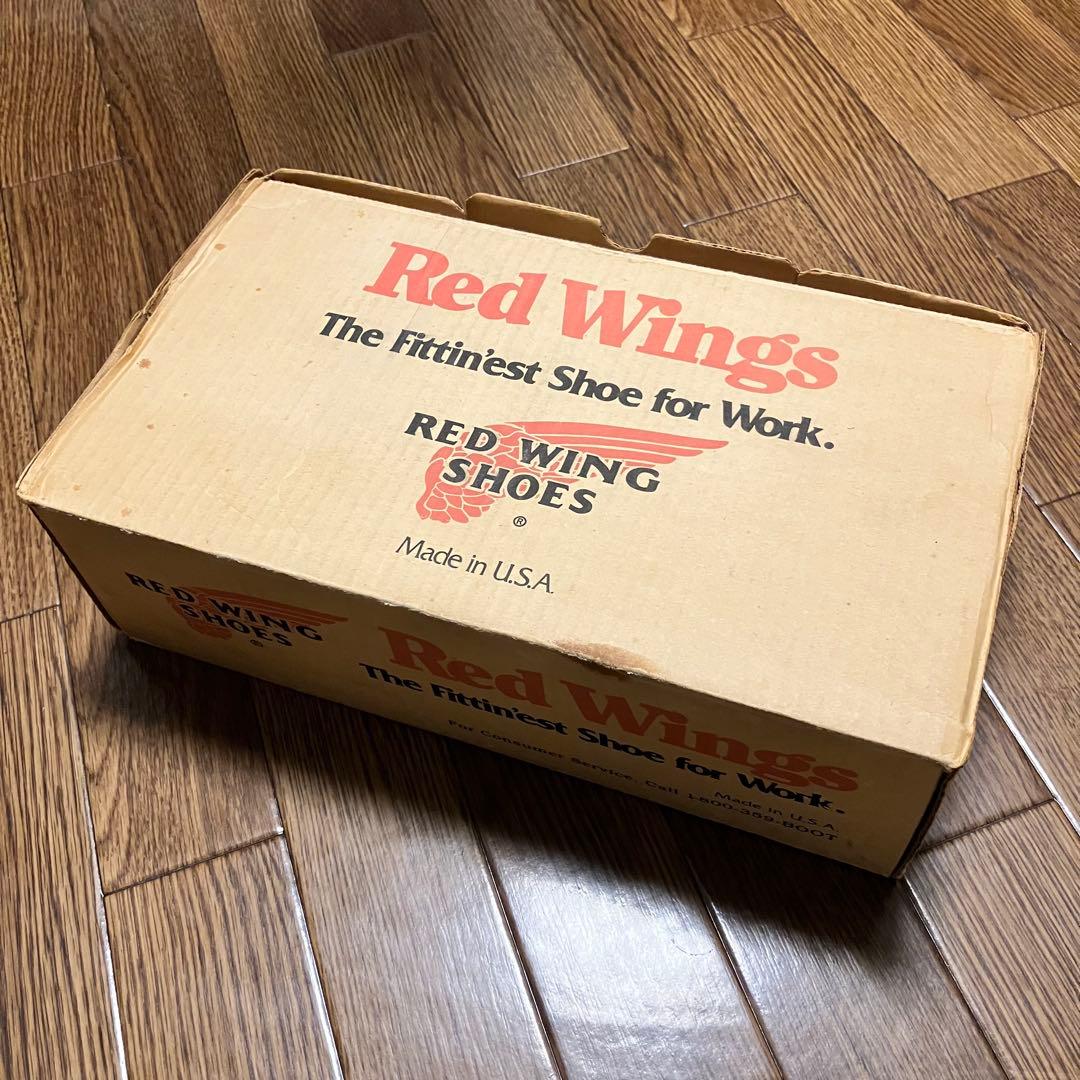 Red Wings
The Fittin'est Shoe for Work.
RED WING
SHOES
®
Made in U.S.A.
RED WING
SHOES
®
Red Wings
The Fittin'est Shoe for Work.
Made in U.S.A.
For Consumer Service, Call 1-800-359-BOOT